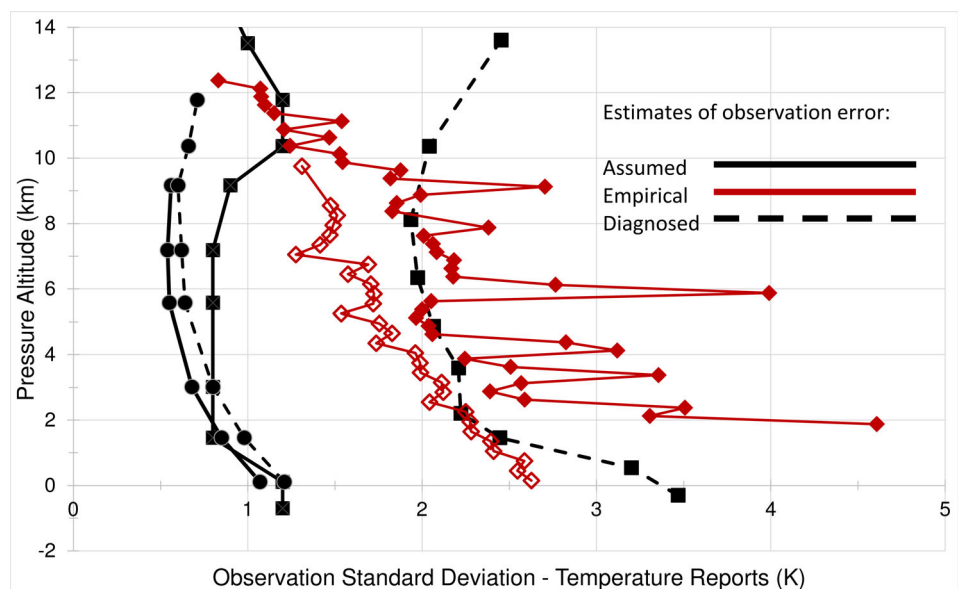 14
12
10
8
6
4
2
0
-2
0
1
2
3
4
5
Pressure Altitude (km)
Observation Standard Deviation - Temperature Reports (K)
Estimates of observation error:
Assumed
Empirical
Diagnosed